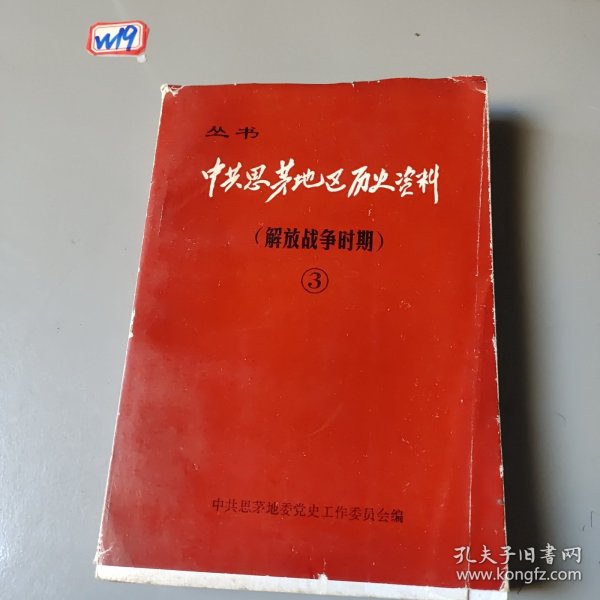 W19
丛书
中共思茅地区历史资料
(解放战争时期)
③
中共思茅地委党史工作委员会编
孔夫子旧书网
www.kongfz.com